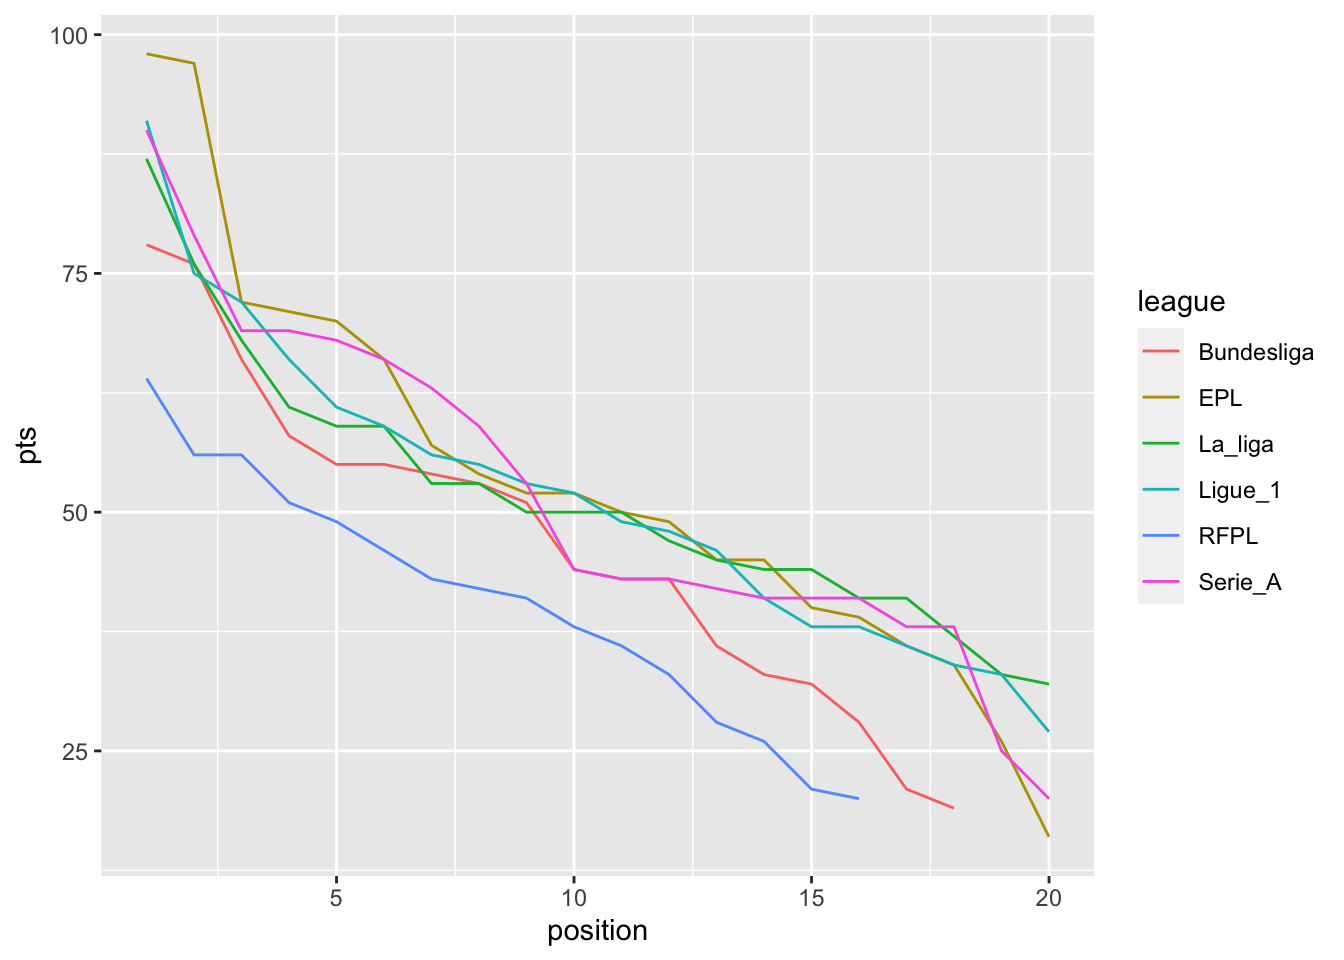 100
75
50
25
pts
5 10 15 20
position
league
Bundesliga
EPL
La_liga
Ligue_1
RFPL
Serie_A